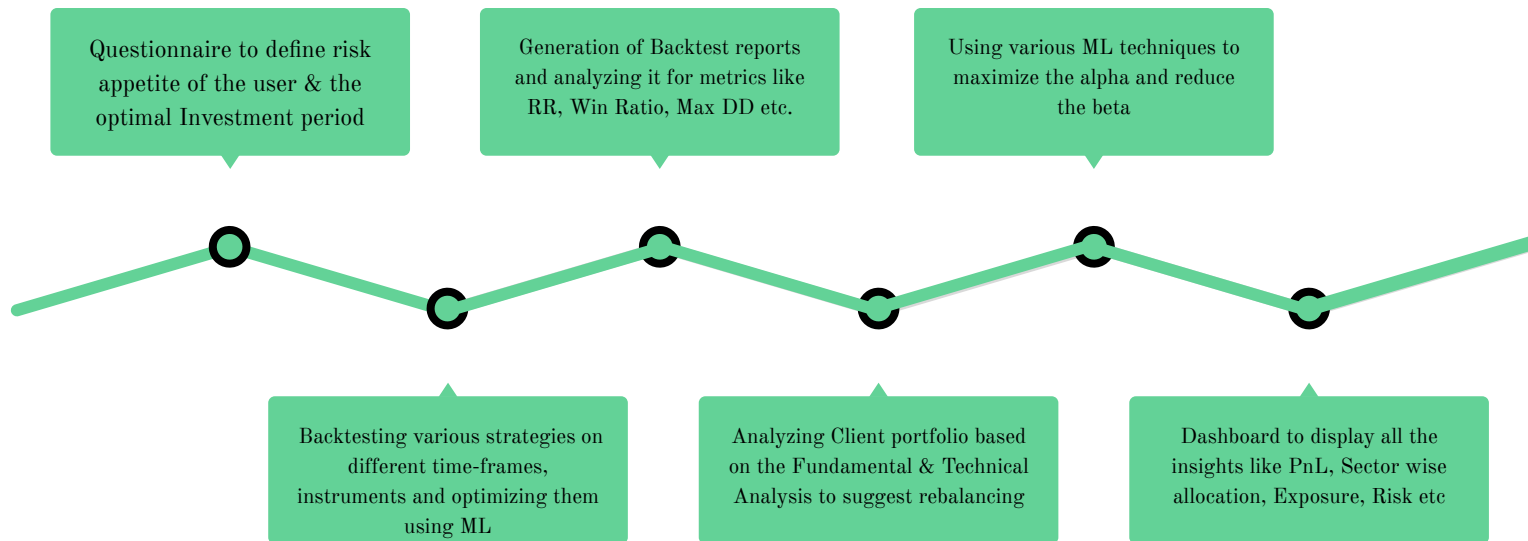 Questionnaire to define risk
appetite of the user & the
optimal Investment period
Backtesting various strategies on
different time-frames,
instruments and optimizing them
using ML
Generation of Backtest reports
and analyzing it for metrics like
RR, Win Ratio, Max DD etc.
Analyzing Client portfolio based
on the Fundamental & Technical
Analysis to suggest rebalancing
Using various ML techniques to
maximize the alpha and reduce
the beta
Dashboard to display all the
insights like PnL, Sector wise
allocation, Exposure, Risk etc